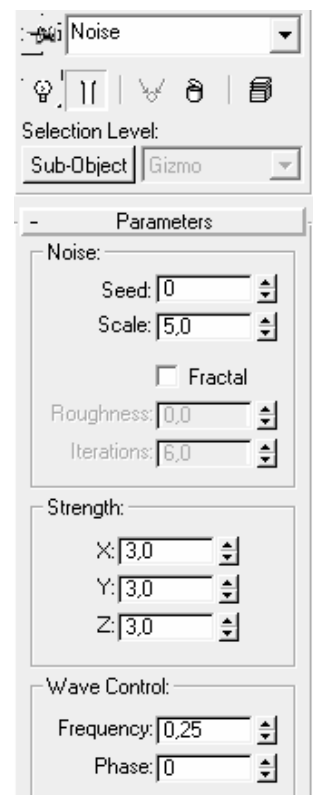 Noise
Selection Level:
Sub-Object Gizmo
- Parameters
Noise:
Seed: 0
Scale: 5,0
Fractal
Roughness: 0,0
Iterations: 6,0
Strength:
X: 3,0
Y: 3,0
Z: 3,0
Wave Control:
Frequency: 0,25
Phase: 0